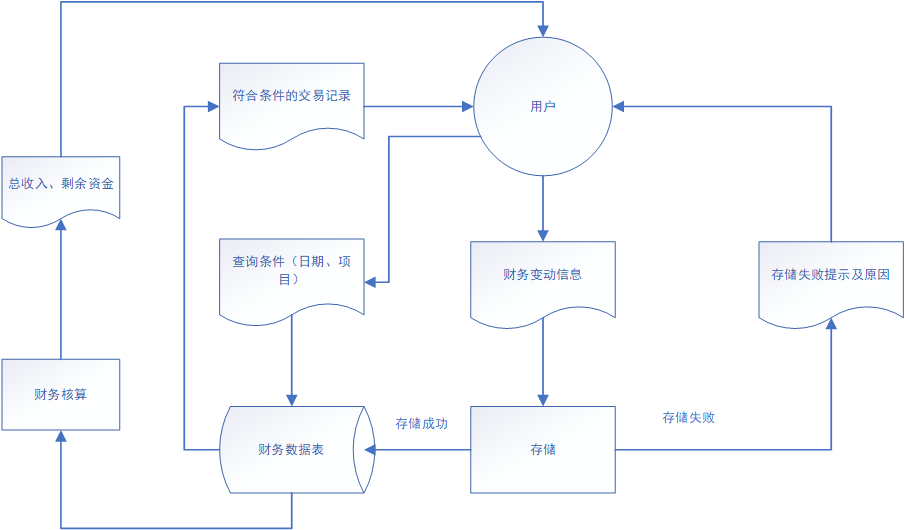 符合条件的交易记录
用户
总收入、剩余资金
查询条件（日期、项
目）
财务变动信息
存储失败提示及原因
财务核算
存储成功
存储失败
财务数据表
存储